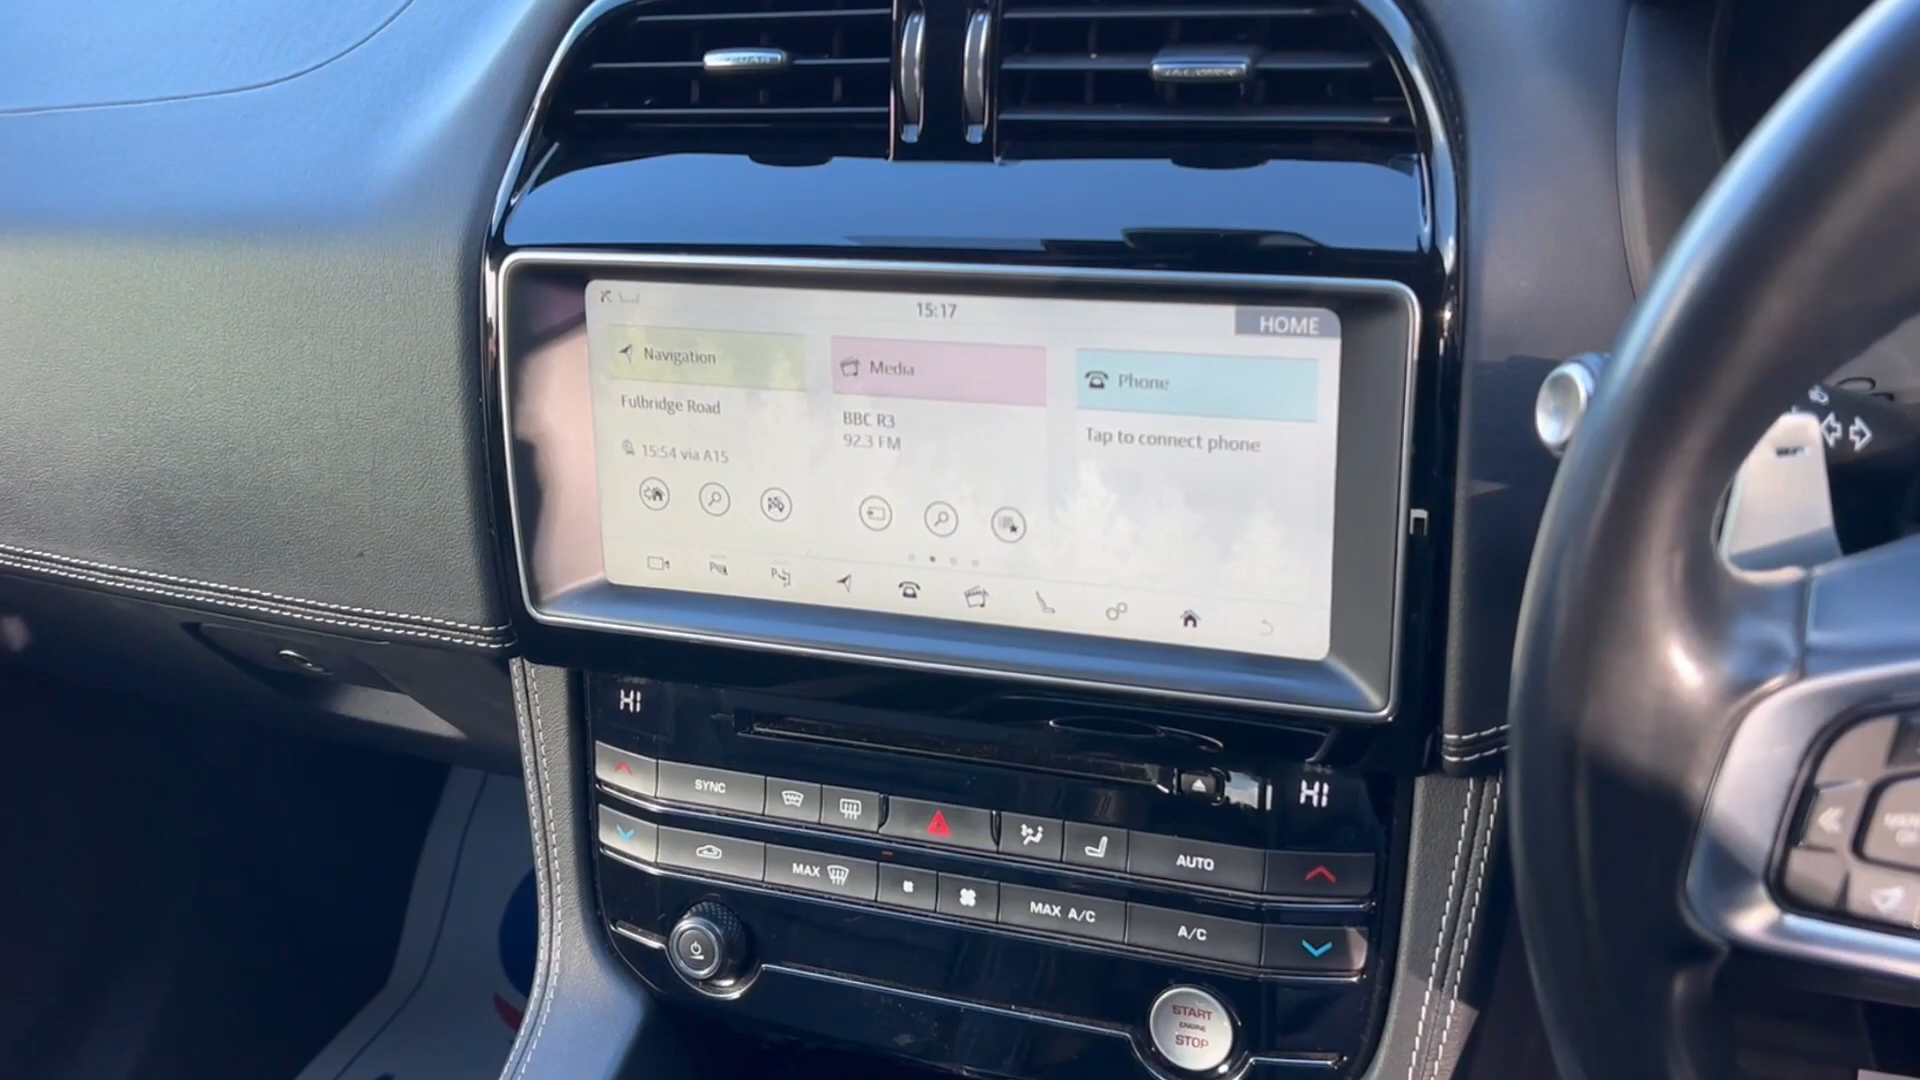 15:17
HOME
Navigation
Fulbridge Road
15:54 via A15
Media
BBC R3
92.3 FM
Phone
Tap to connect phone
HI
HI
SYNC
AUTO
MAX
MAX A/C
A/C
START
ENGINE
STOP